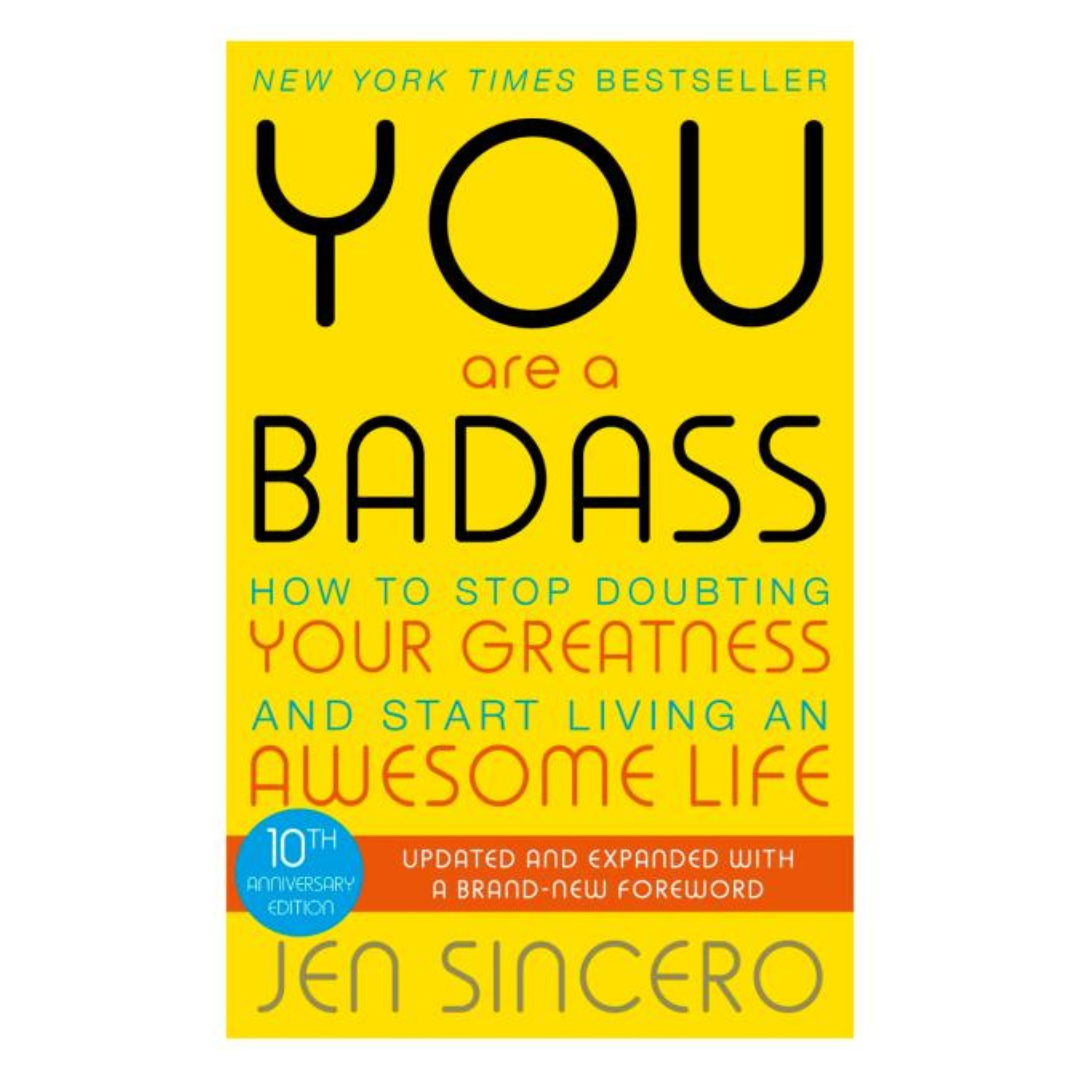 NEW YORK TIMES BESTSELLER
YOU
are a
BADASS
HOW TO STOP DOUBTING
YOUR GREATNESS
AND START LIVING AN
AWESOME LIFE
10TH
ANNIVERSARY
EDITION
UPDATED AND EXPANDED WITH
A BRAND-NEW FOREWORD
JEN SINCERO